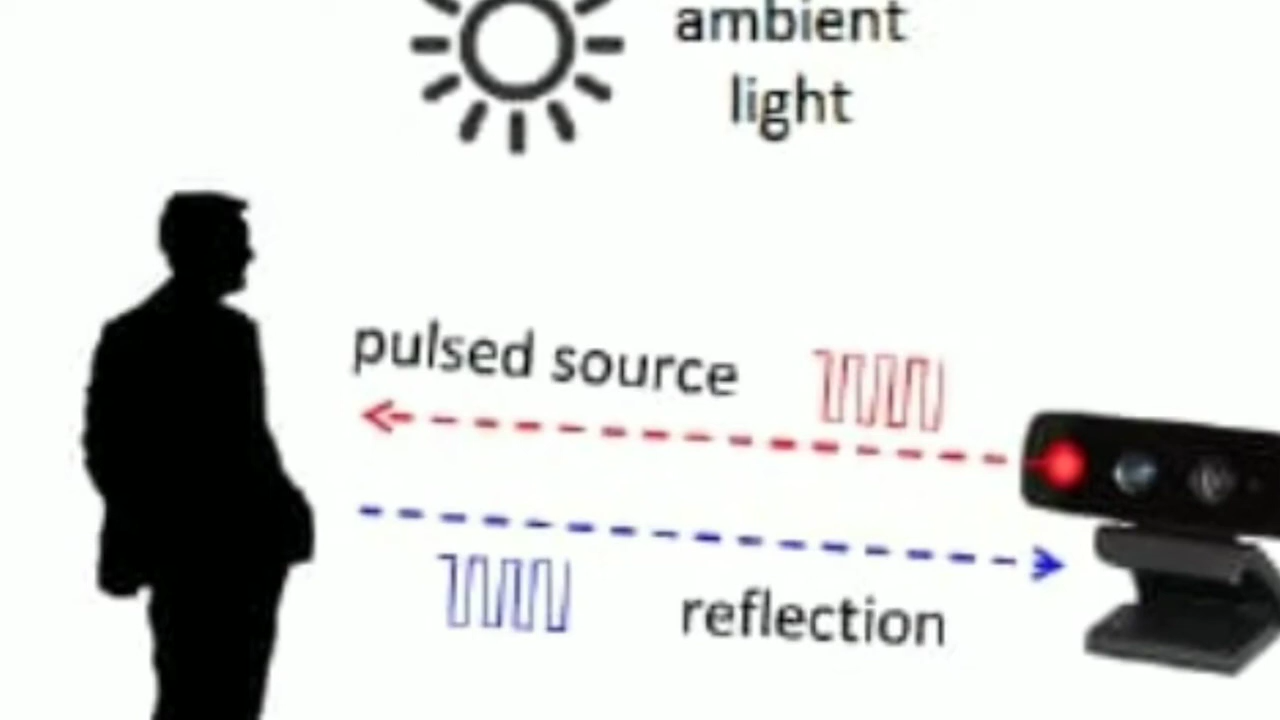 ambient
light
pulsed source
reflection